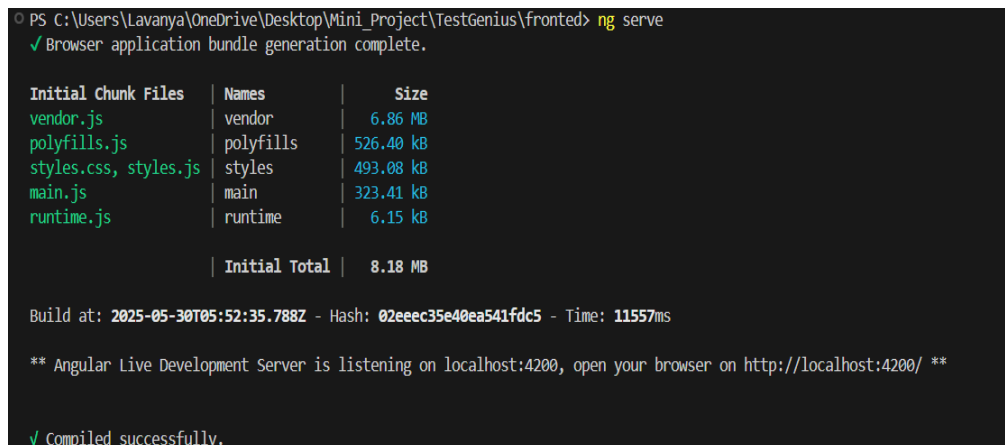 PS C:\Users\Lavanya\OneDrive\Desktop\Mini_Project\TestGenius\fronted> ng serve
√ Browser application bundle generation complete.
Initial Chunk Files | Names | Size
vendor.js | vendor | 6.86 MB
polyfills.js | polyfills | 526.40 kB
styles.css, styles.js | styles | 493.08 kB
main.js | main | 323.41 kB
runtime.js | runtime | 6.15 kB
| Initial Total | 8.18 MB
Build at: 2025-05-30T05:52:35.788Z - Hash: 02eeec35e40ea541fdc5 - Time: 11557ms
** Angular Live Development Server is listening on localhost:4200, open your browser on http://localhost:4200/ **
√ Compiled successfully.